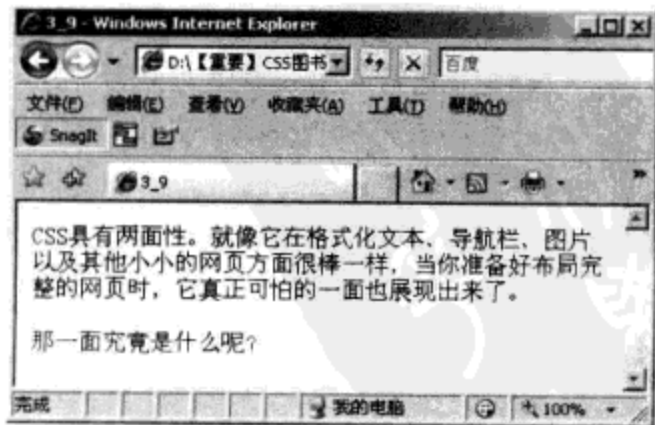 3_9 - Windows Internet Explorer
D:\【重要】CSS图书 百度
文件(F) 编辑(E) 查看(V) 收藏夹(A) 工具(T) 帮助(H)
SnagIt
3_9
CSS具有两面性。就像它在格式化文本、导航栏、图片
以及其他小小的网页方面很棒一样，当你准备好布局完
整的网页时，它真正可怕的一面也展现出来了。
那一面究竟是什么呢?
完成 我的电脑 100%